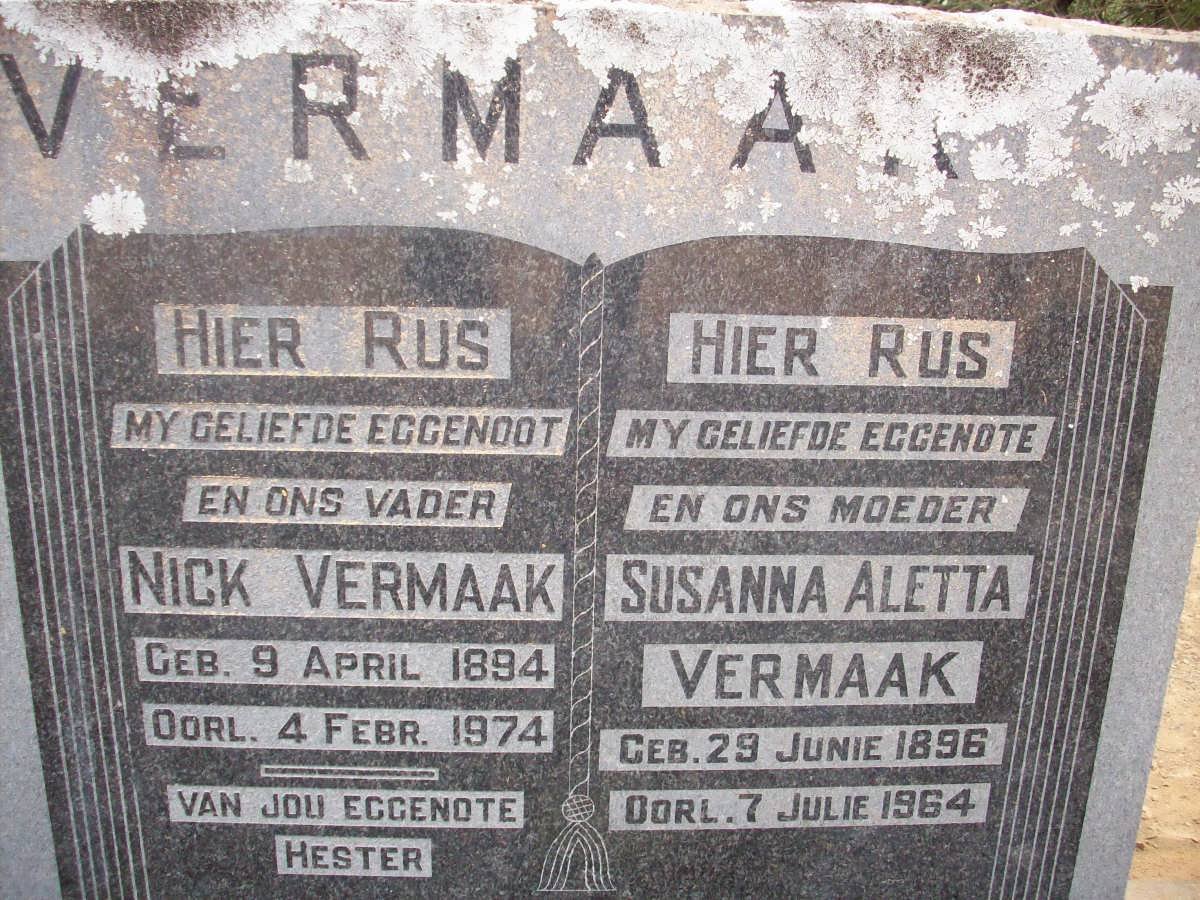 VERMAAK
HIER RUS
MY GELIEFDE EGGENOOT
EN ONS VADER
NICK VERMAAK
GEB. 9 APRIL 1894
OORL. 4 FEBR. 1974
VAN JOU EGGENOTE
HESTER
HIER RUS
MY GELIEFDE EGGENOTE
EN ONS MOEDER
SUSANNA ALETTA
VERMAAK
GEB. 29 JUNIE 1896
OORL. 7 JULIE 1964